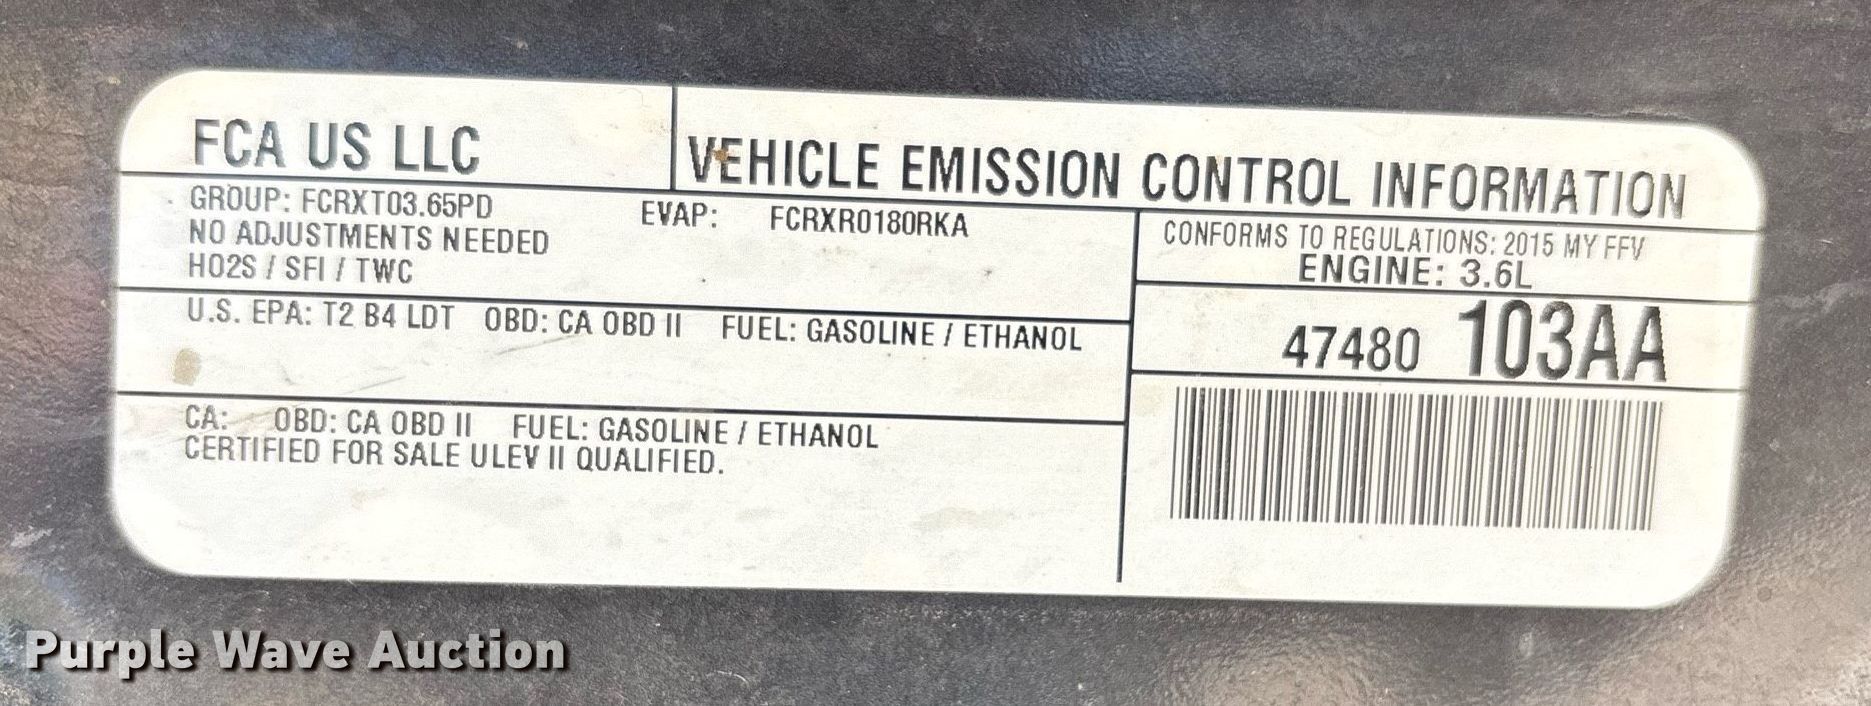 FCA US LLC
VEHICLE EMISSION CONTROL INFORMATION
GROUP: FCRXT03.65PD
EVAP: FCRXR0180RKA
NO ADJUSTMENTS NEEDED
HO2S / SFI / TWC
CONFORMS TO REGULATIONS: 2015 MY FFV
ENGINE: 3.6L
U.S. EPA: T2 B4 LDT OBD: CA OBD II FUEL: GASOLINE / ETHANOL
47480 103AA
CA: OBD: CA OBD II FUEL: GASOLINE / ETHANOL
CERTIFIED FOR SALE ULEV II QUALIFIED.
Purple Wave Auction